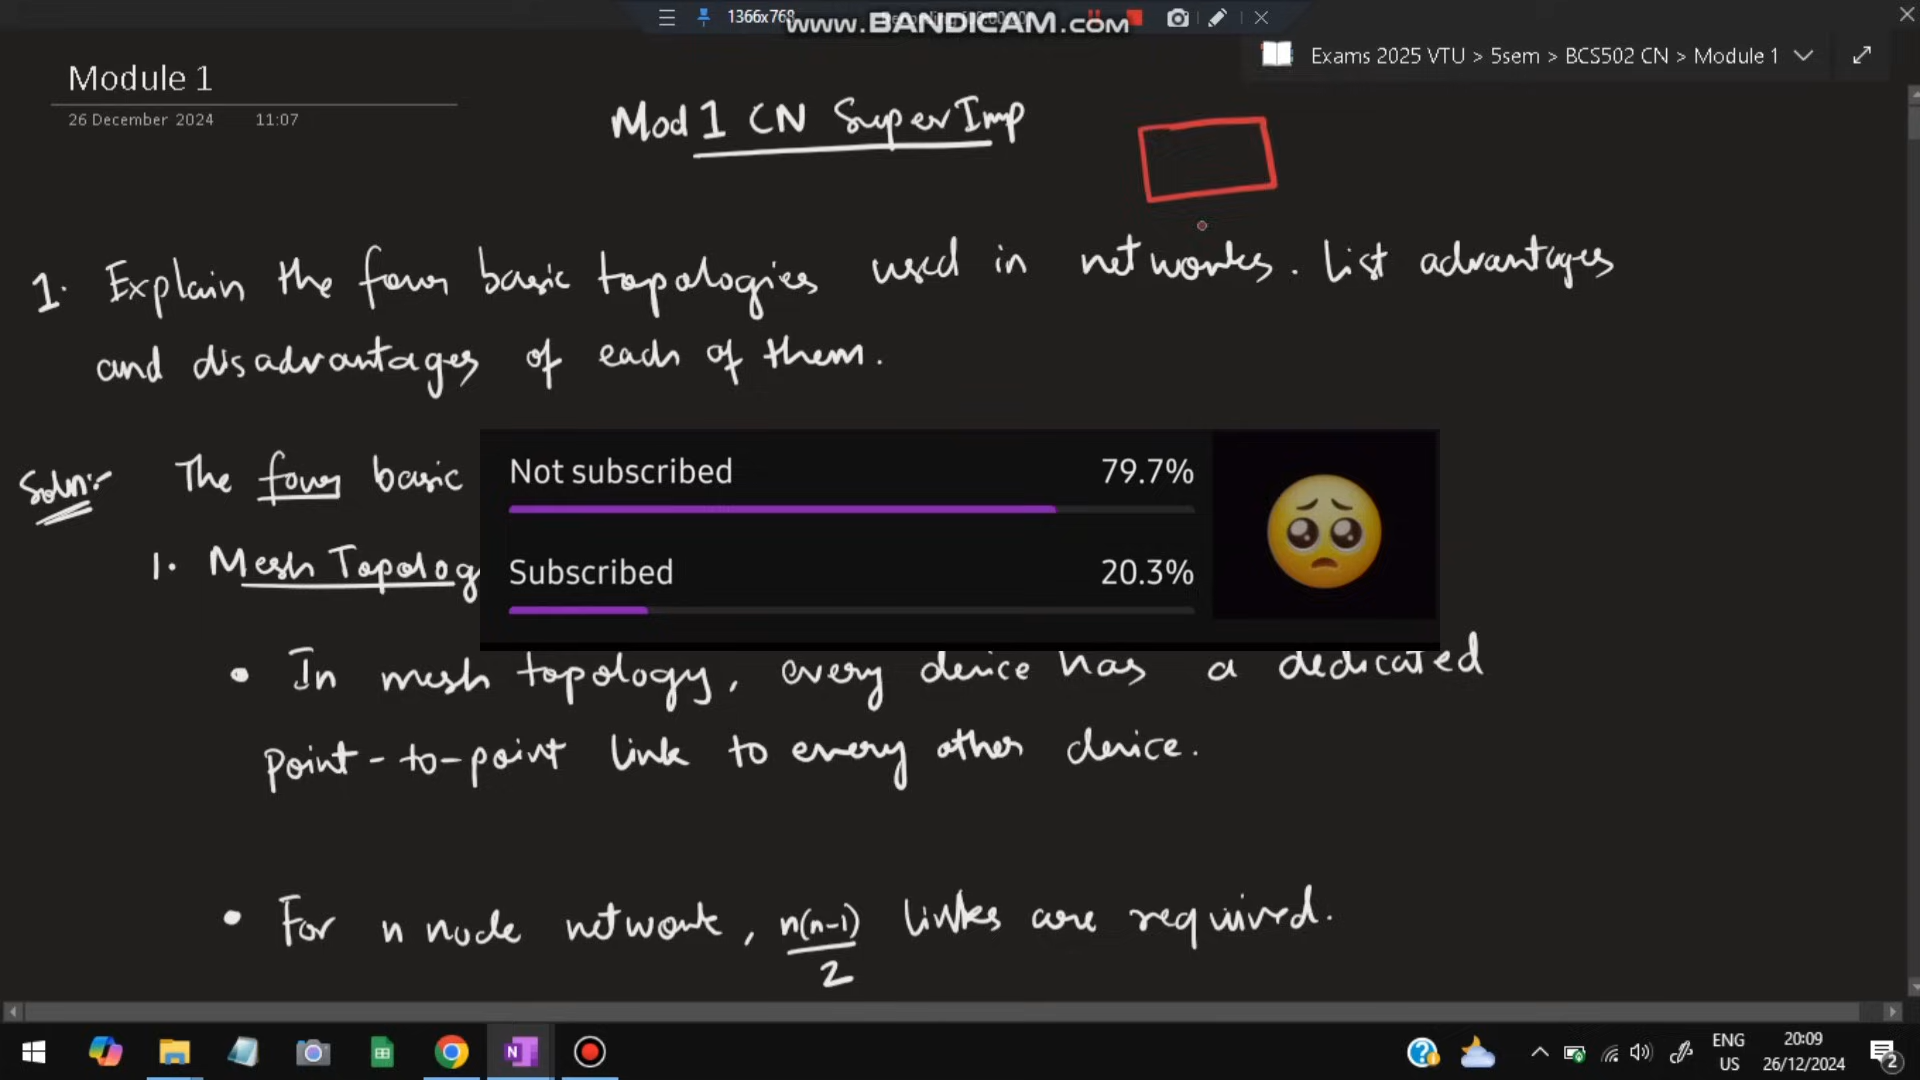 1366x768
www.BANDICAM.com
Exams 2025 VTU > 5sem > BCS502 CN > Module 1
Module 1
26 December 2024 11:07
Mod 1 CN SuperImp
1. Explain the four basic topologies used in networks. List advantages
and disadvantages of each of them.
Soln:- The four basic
Not subscribed 79.7%
Subscribed 20.3%
1. Mesh Topolog
• In mesh topology, every device has a dedicated
point-to-point link to every other device.
• For n node network, n(n-1)/2 links are required.
ENG
US
20:09
26/12/2024
2